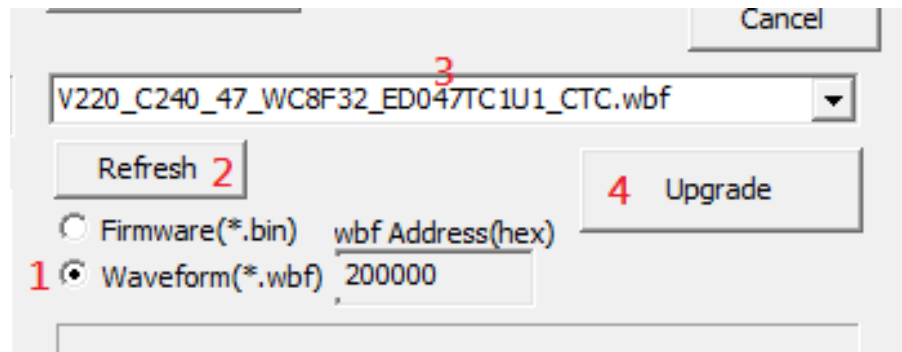 Cancel
3
V220_C240_47_WC8F32_ED047TC1U1_CTC.wbf
Refresh 2
4 Upgrade
Firmware(*.bin) wbf Address(hex)
1 Waveform(*.wbf) 200000